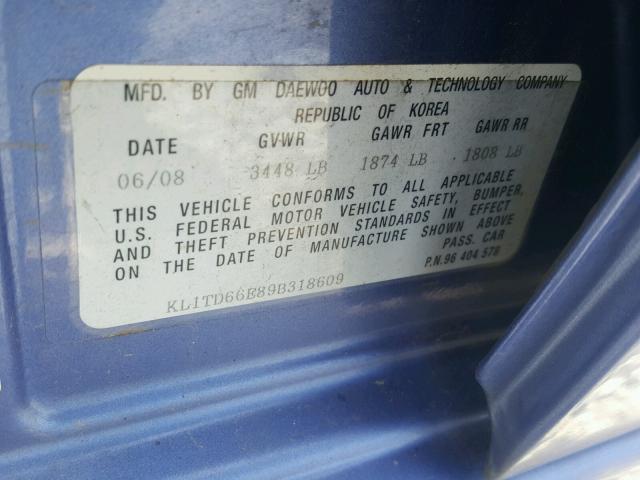 MFD. BY GM DAEWOO AUTO & TECHNOLOGY COMPANY
REPUBLIC OF KOREA
DATE GVWR GAWR FRT GAWR RR
06/08 3448 LB 1874 LB 1808 LB
THIS VEHICLE CONFORMS TO ALL APPLICABLE
U.S. FEDERAL MOTOR VEHICLE SAFETY, BUMPER,
AND THEFT PREVENTION STANDARDS IN EFFECT
ON THE DATE OF MANUFACTURE SHOWN ABOVE
PASS. CAR
P.N.96 404 578
KL1TD66E89B318609